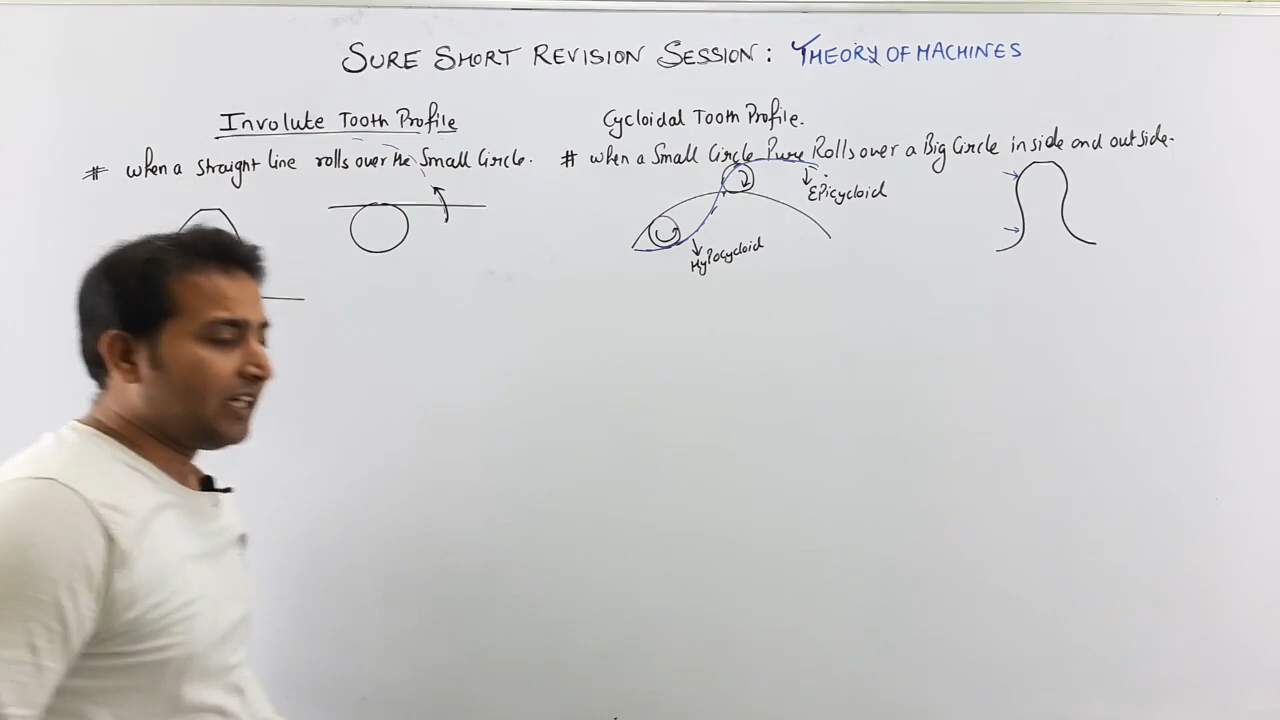 SURE SHORT REVISION SESSION: THEORY OF MACHINES
Involute Tooth Profile
# when a straight line rolls over the Small Circle.
Cycloidal Tooth Profile.
# when a Small Circle Pure Rolls over a Big Circle inside and outside.
Epicycloid
Hypocycloid